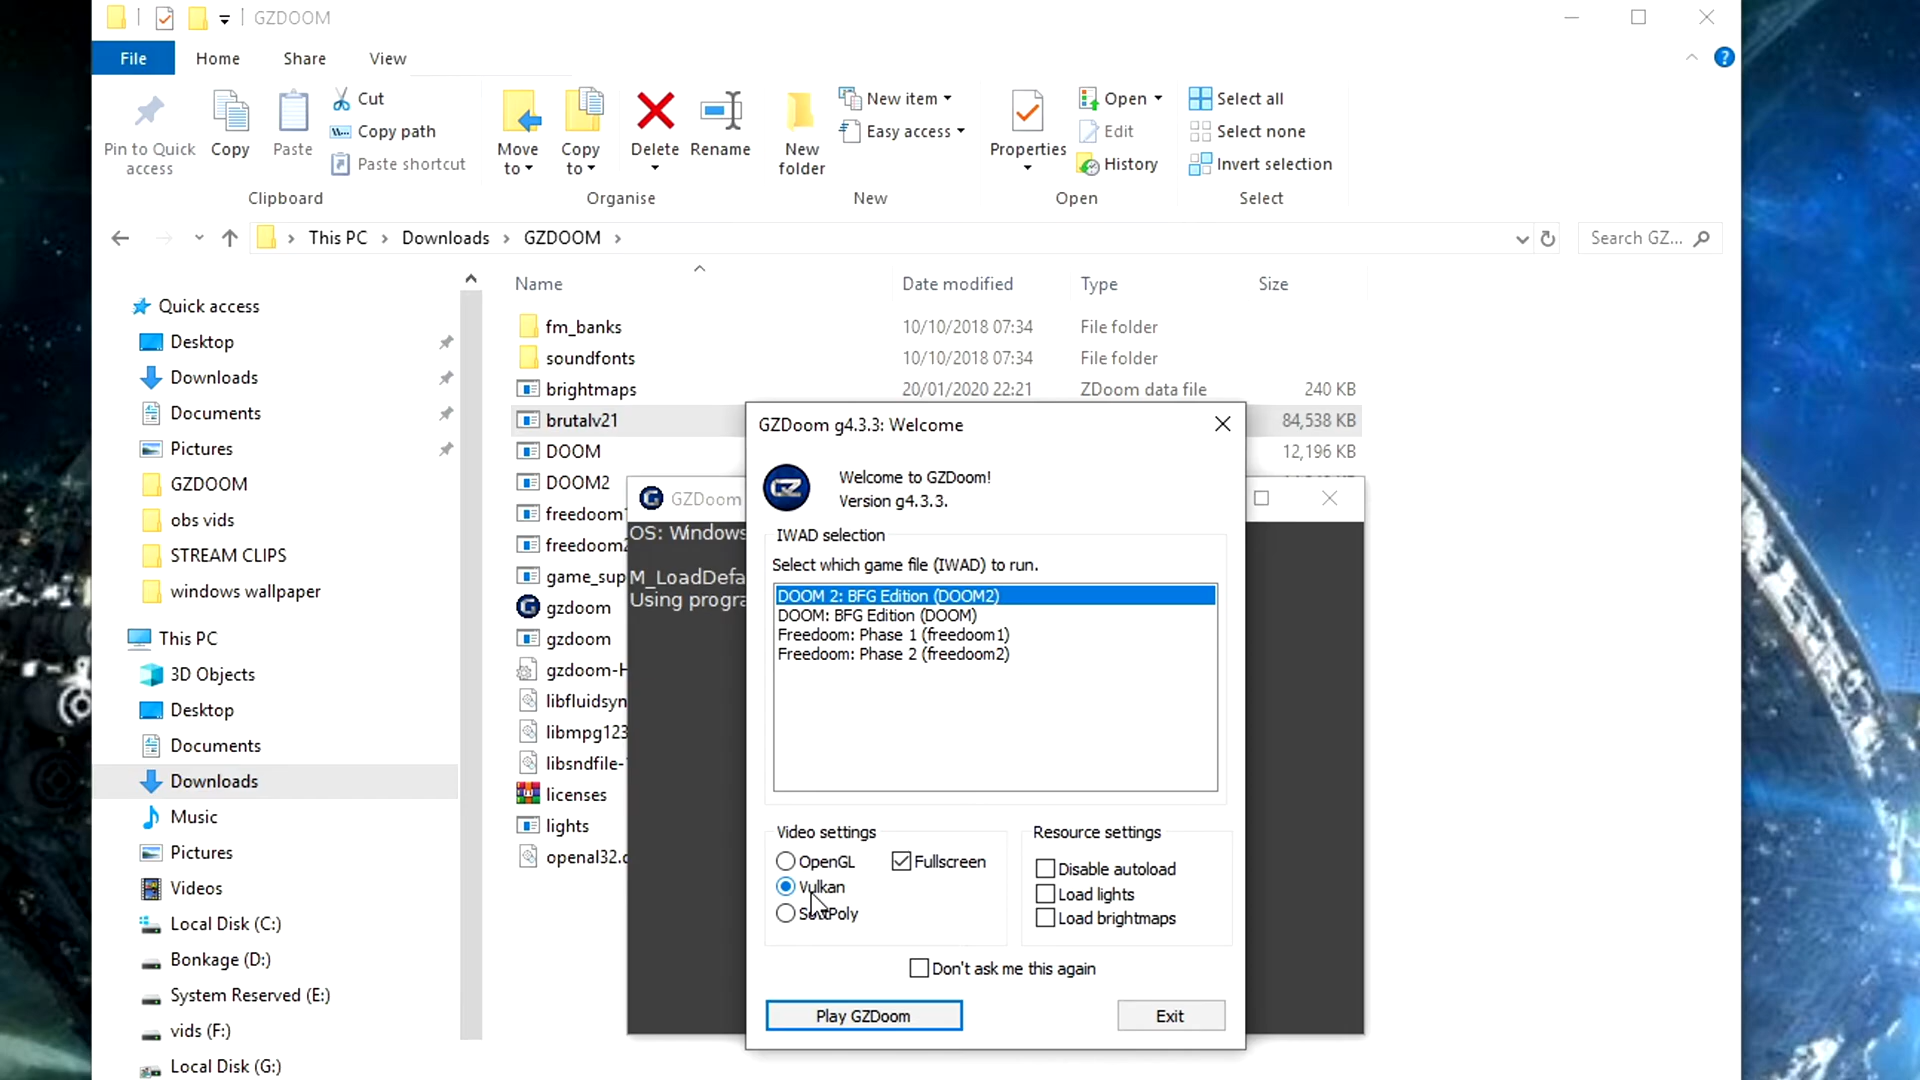 GZDOOM
File
Home
Share
View
Pin to Quick access
Copy
Paste
Cut
Copy path
Paste shortcut
Clipboard
Move to
Copy to
Delete
Rename
Organise
New folder
New item
Easy access
New
Properties
Open
Edit
History
Open
Select all
Select none
Invert selection
Select
This PC > Downloads > GZDOOM >
Search GZ...
Quick access
Desktop
Downloads
Documents
Pictures
GZDOOM
obs vids
STREAM CLIPS
windows wallpaper
This PC
3D Objects
Desktop
Documents
Downloads
Music
Pictures
Videos
Local Disk (C:)
Bonkage (D:)
System Reserved (E:)
vids (F:)
Local Disk (G:)
Name Date modified Type Size
fm_banks 10/10/2018 07:34 File folder
soundfonts 10/10/2018 07:34 File folder
brightmaps 20/01/2020 22:21 ZDoom data file 240 KB
brutalv21 84,538 KB
DOOM 12,196 KB
DOOM2
freedoom
freedoom2
game_sup
gzdoom
gzdoom
gzdoom-H
libfluidsyn
libmpg123
libsndfile-
licenses
lights
openal32.
GZDoom
OS: Windows
M_LoadDefa
Using progra
GZDoom g4.3.3: Welcome
Welcome to GZDoom!
Version g4.3.3.
IWAD selection
Select which game file (IWAD) to run.
DOOM 2: BFG Edition (DOOM2)
DOOM: BFG Edition (DOOM)
Freedoom: Phase 1 (freedoom1)
Freedoom: Phase 2 (freedoom2)
Video settings
OpenGL
Fullscreen
Vulkan
SoftPoly
Resource settings
Disable autoload
Load lights
Load brightmaps
Don't ask me this again
Play GZDoom
Exit